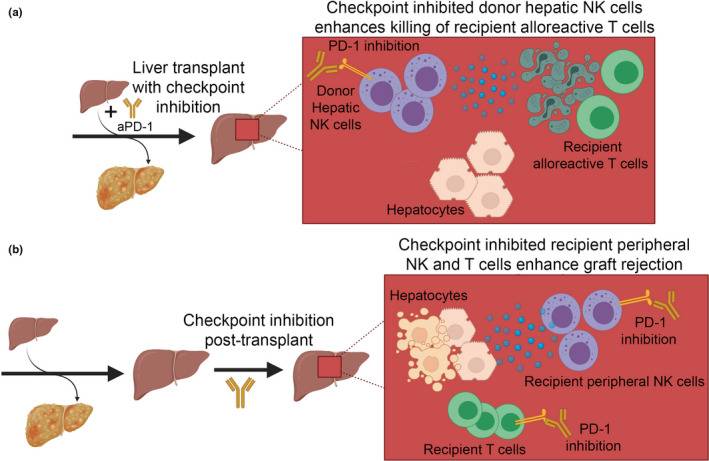 (a)
Checkpoint inhibited donor hepatic NK cells
enhances killing of recipient alloreactive T cells
Liver transplant
with checkpoint
inhibition
+
aPD-1
PD-1 inhibition
Donor
Hepatic
NK cells
Recipient
alloreactive T cells
Hepatocytes
(b)
Checkpoint inhibited recipient peripheral
NK and T cells enhance graft rejection
Checkpoint inhibition
post-transplant
Hepatocytes
PD-1
inhibition
Recipient peripheral NK cells
Recipient T cells
PD-1
inhibition